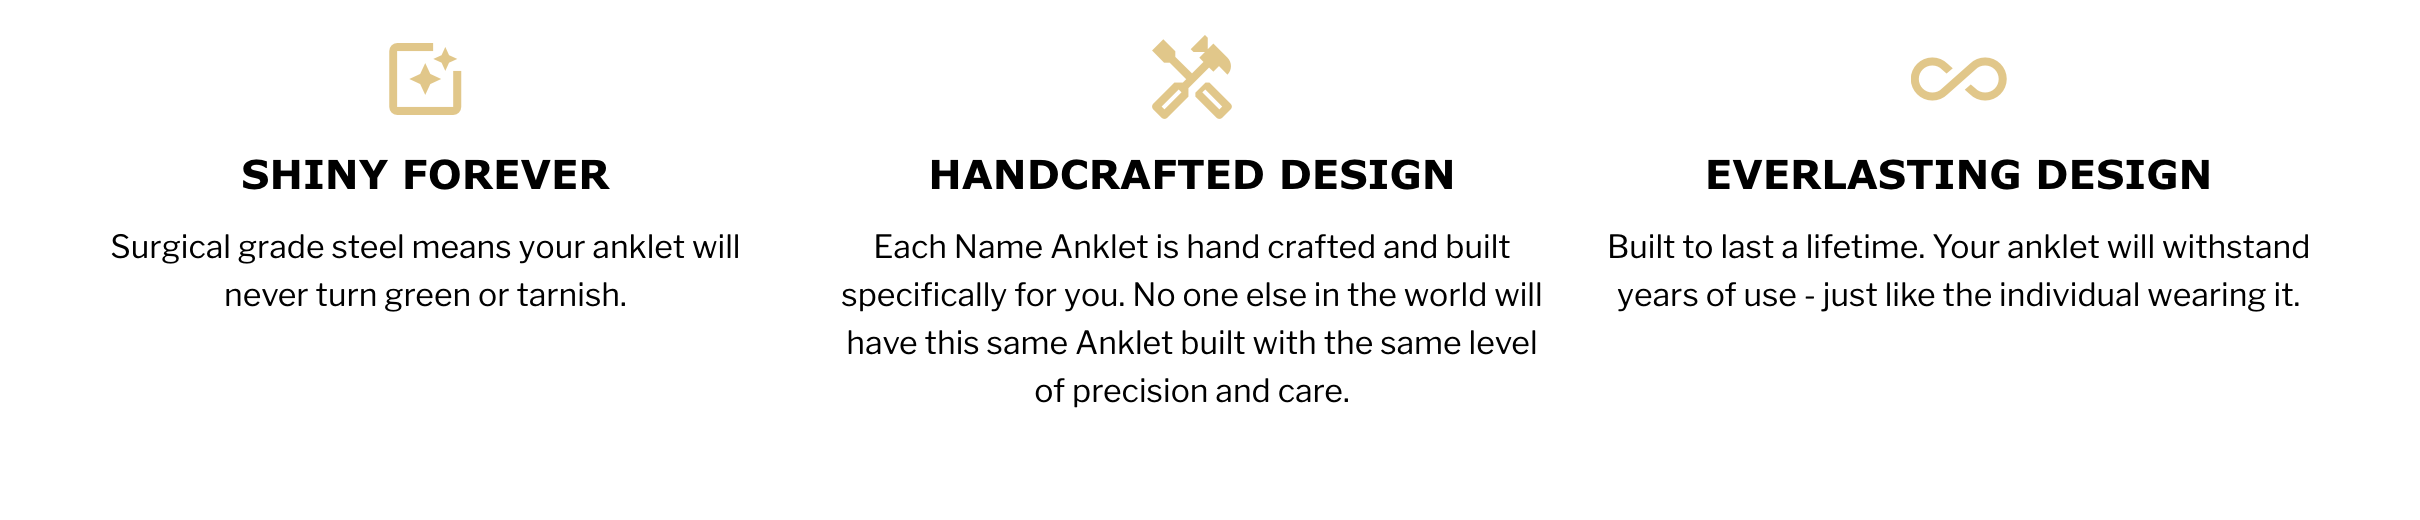 SHINY FOREVER
Surgical grade steel means your anklet will
never turn green or tarnish.
HANDCRAFTED DESIGN
Each Name Anklet is hand crafted and built
specifically for you. No one else in the world will
have this same Anklet built with the same level
of precision and care.
EVERLASTING DESIGN
Built to last a lifetime. Your anklet will withstand
years of use - just like the individual wearing it.